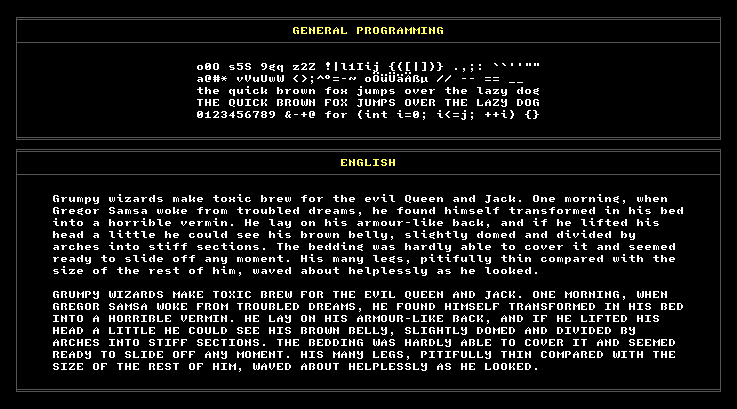 GENERAL PROGRAMMING
o0O s5S 9gq z2Z !|l1Iij {([|])} .,;: ``''""
a@#* vVuUwW <>;^°=-~ oÖüÜäÄßµ // -- == __
the quick brown fox jumps over the lazy dog
THE QUICK BROWN FOX JUMPS OVER THE LAZY DOG
0123456789 &-+@ for (int i=0; i<=j; ++i) {}
ENGLISH
Grumpy wizards make toxic brew for the evil Queen and Jack. One morning, when
Gregor Samsa woke from troubled dreams, he found himself transformed in his bed
into a horrible vermin. He lay on his armour-like back, and if he lifted his
head a little he could see his brown belly, slightly domed and divided by
arches into stiff sections. The bedding was hardly able to cover it and seemed
ready to slide off any moment. His many legs, pitifully thin compared with the
size of the rest of him, waved about helplessly as he looked.
GRUMPY WIZARDS MAKE TOXIC BREW FOR THE EVIL QUEEN AND JACK. ONE MORNING, WHEN
GREGOR SAMSA WOKE FROM TROUBLED DREAMS, HE FOUND HIMSELF TRANSFORMED IN HIS BED
INTO A HORRIBLE VERMIN. HE LAY ON HIS ARMOUR-LIKE BACK, AND IF HE LIFTED HIS
HEAD A LITTLE HE COULD SEE HIS BROWN BELLY, SLIGHTLY DOMED AND DIVIDED BY
ARCHES INTO STIFF SECTIONS. THE BEDDING WAS HARDLY ABLE TO COVER IT AND SEEMED
READY TO SLIDE OFF ANY MOMENT. HIS MANY LEGS, PITIFULLY THIN COMPARED WITH THE
SIZE OF THE REST OF HIM, WAVED ABOUT HELPLESSLY AS HE LOOKED.